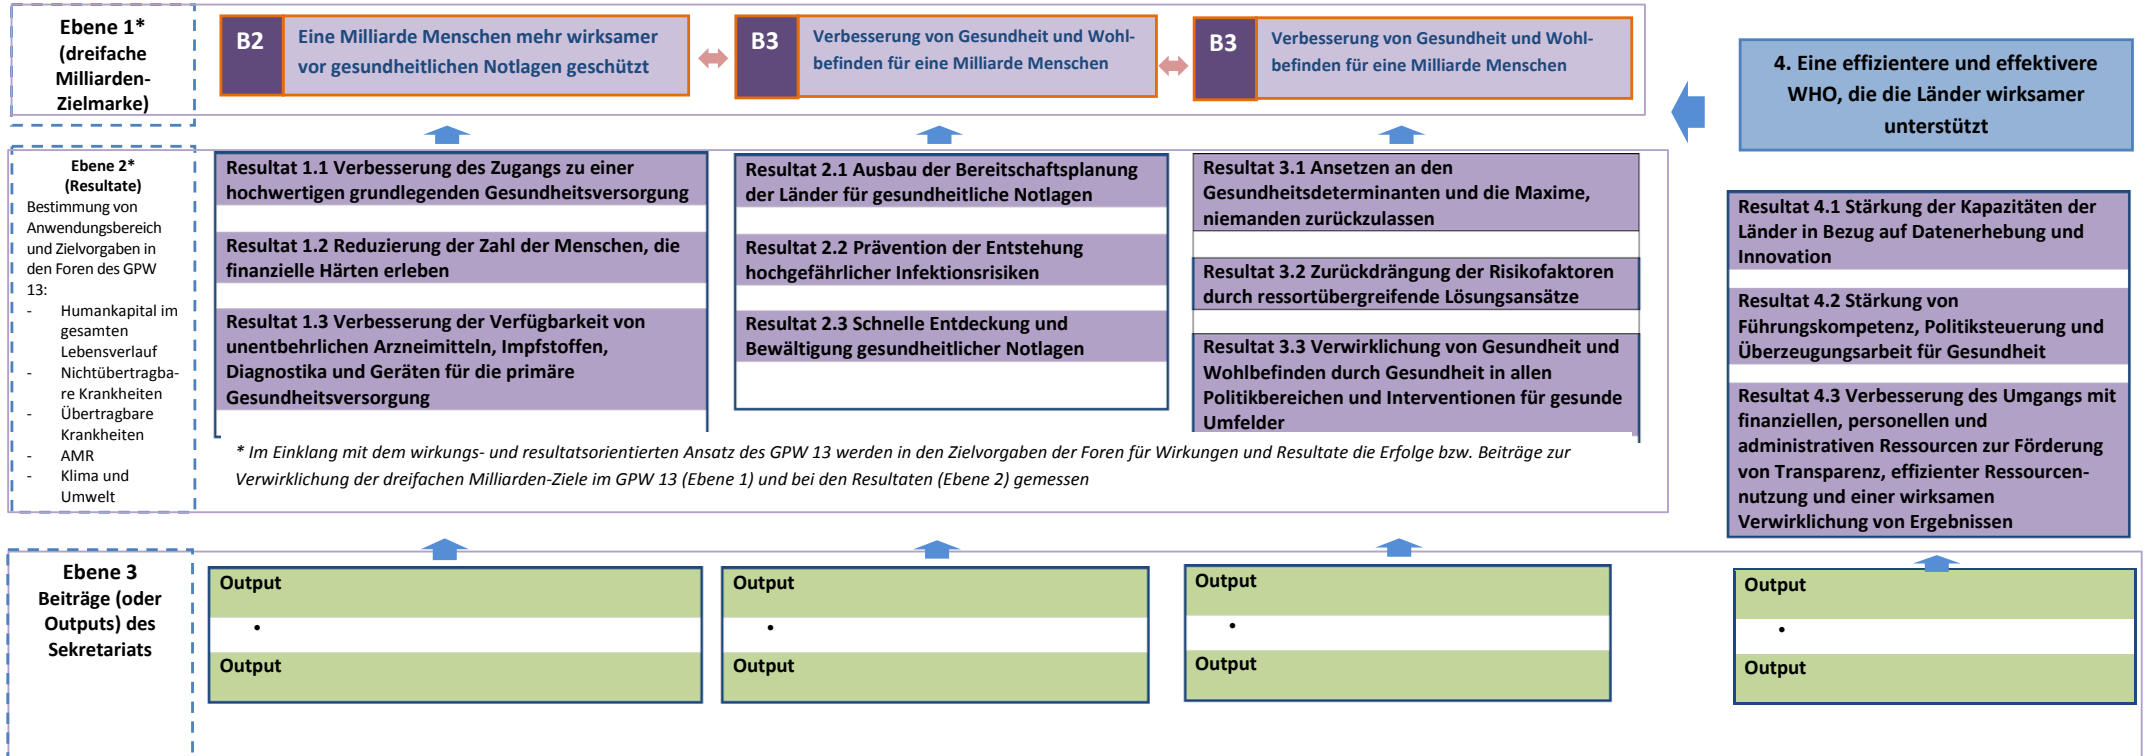 Ebene 1*
(dreifache
Milliarden-
Zielmarke)
B2
Eine Milliarde Menschen mehr wirksamer
vor gesundheitlichen Notlagen geschützt
B3
Verbesserung von Gesundheit und Wohl-
befinden für eine Milliarde Menschen
B3
Verbesserung von Gesundheit und Wohl-
befinden für eine Milliarde Menschen
4. Eine effizientere und effektivere
WHO, die die Länder wirksamer
unterstützt
Ebene 2*
(Resultate)
Bestimmung von
Anwendungsbereich
und Zielvorgaben in
den Foren des GPW
13:
- Humankapital im
gesamten
Lebensverlauf
- Nichtübertragba-
re Krankheiten
- Übertragbare
Krankheiten
- AMR
- Klima und
Umwelt
Resultat 1.1 Verbesserung des Zugangs zu einer
hochwertigen grundlegenden Gesundheitsversorgung
Resultat 1.2 Reduzierung der Zahl der Menschen, die
finanzielle Härten erleben
Resultat 1.3 Verbesserung der Verfügbarkeit von
unentbehrlichen Arzneimitteln, Impfstoffen,
Diagnostika und Geräten für die primäre
Gesundheitsversorgung
Resultat 2.1 Ausbau der Bereitschaftsplanung
der Länder für gesundheitliche Notlagen
Resultat 2.2 Prävention der Entstehung
hochgefährlicher Infektionsrisiken
Resultat 2.3 Schnelle Entdeckung und
Bewältigung gesundheitlicher Notlagen
Resultat 3.1 Ansetzen an den
Gesundheitsdeterminanten und die Maxime,
niemanden zurückzulassen
Resultat 3.2 Zurückdrängung der Risikofaktoren
durch ressortübergreifende Lösungsansätze
Resultat 3.3 Verwirklichung von Gesundheit und
Wohlbefinden durch Gesundheit in allen
Politikbereichen und Interventionen für gesunde
Umfelder
Resultat 4.1 Stärkung der Kapazitäten der
Länder in Bezug auf Datenerhebung und
Innovation
Resultat 4.2 Stärkung von
Führungskompetenz, Politiksteuerung und
Überzeugungsarbeit für Gesundheit
Resultat 4.3 Verbesserung des Umgangs mit
finanziellen, personellen und
administrativen Ressourcen zur Förderung
von Transparenz, effizienter Ressourcen-
nutzung und einer wirksamen
Verwirklichung von Ergebnissen
* Im Einklang mit dem wirkungs- und resultatsorientierten Ansatz des GPW 13 werden in den Zielvorgaben der Foren für Wirkungen und Resultate die Erfolge bzw. Beiträge zur
Verwirklichung der dreifachen Milliarden-Ziele im GPW 13 (Ebene 1) und bei den Resultaten (Ebene 2) gemessen
Ebene 3
Beiträge (oder
Outputs) des
Sekretariats
Output
•
Output
Output
•
Output
Output
•
Output
Output
•
Output